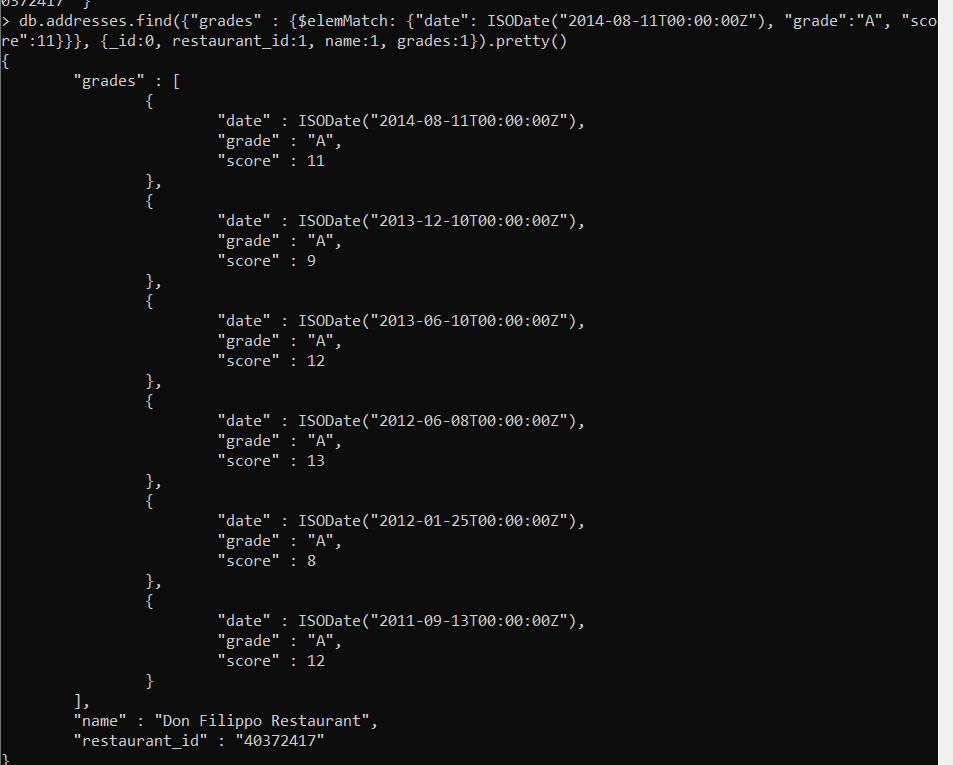 0372417" }
> db.addresses.find({"grades" : {$elemMatch: {"date": ISODate("2014-08-11T00:00:00Z"), "grade":"A", "sco
re":11}}}, {_id:0, restaurant_id:1, name:1, grades:1}).pretty()
{
"grades" : [
{
"date" : ISODate("2014-08-11T00:00:00Z"),
"grade" : "A",
"score" : 11
},
{
"date" : ISODate("2013-12-10T00:00:00Z"),
"grade" : "A",
"score" : 9
},
{
"date" : ISODate("2013-06-10T00:00:00Z"),
"grade" : "A",
"score" : 12
},
{
"date" : ISODate("2012-06-08T00:00:00Z"),
"grade" : "A",
"score" : 13
},
{
"date" : ISODate("2012-01-25T00:00:00Z"),
"grade" : "A",
"score" : 8
},
{
"date" : ISODate("2011-09-13T00:00:00Z"),
"grade" : "A",
"score" : 12
}
],
"name" : "Don Filippo Restaurant",
"restaurant_id" : "40372417"
}